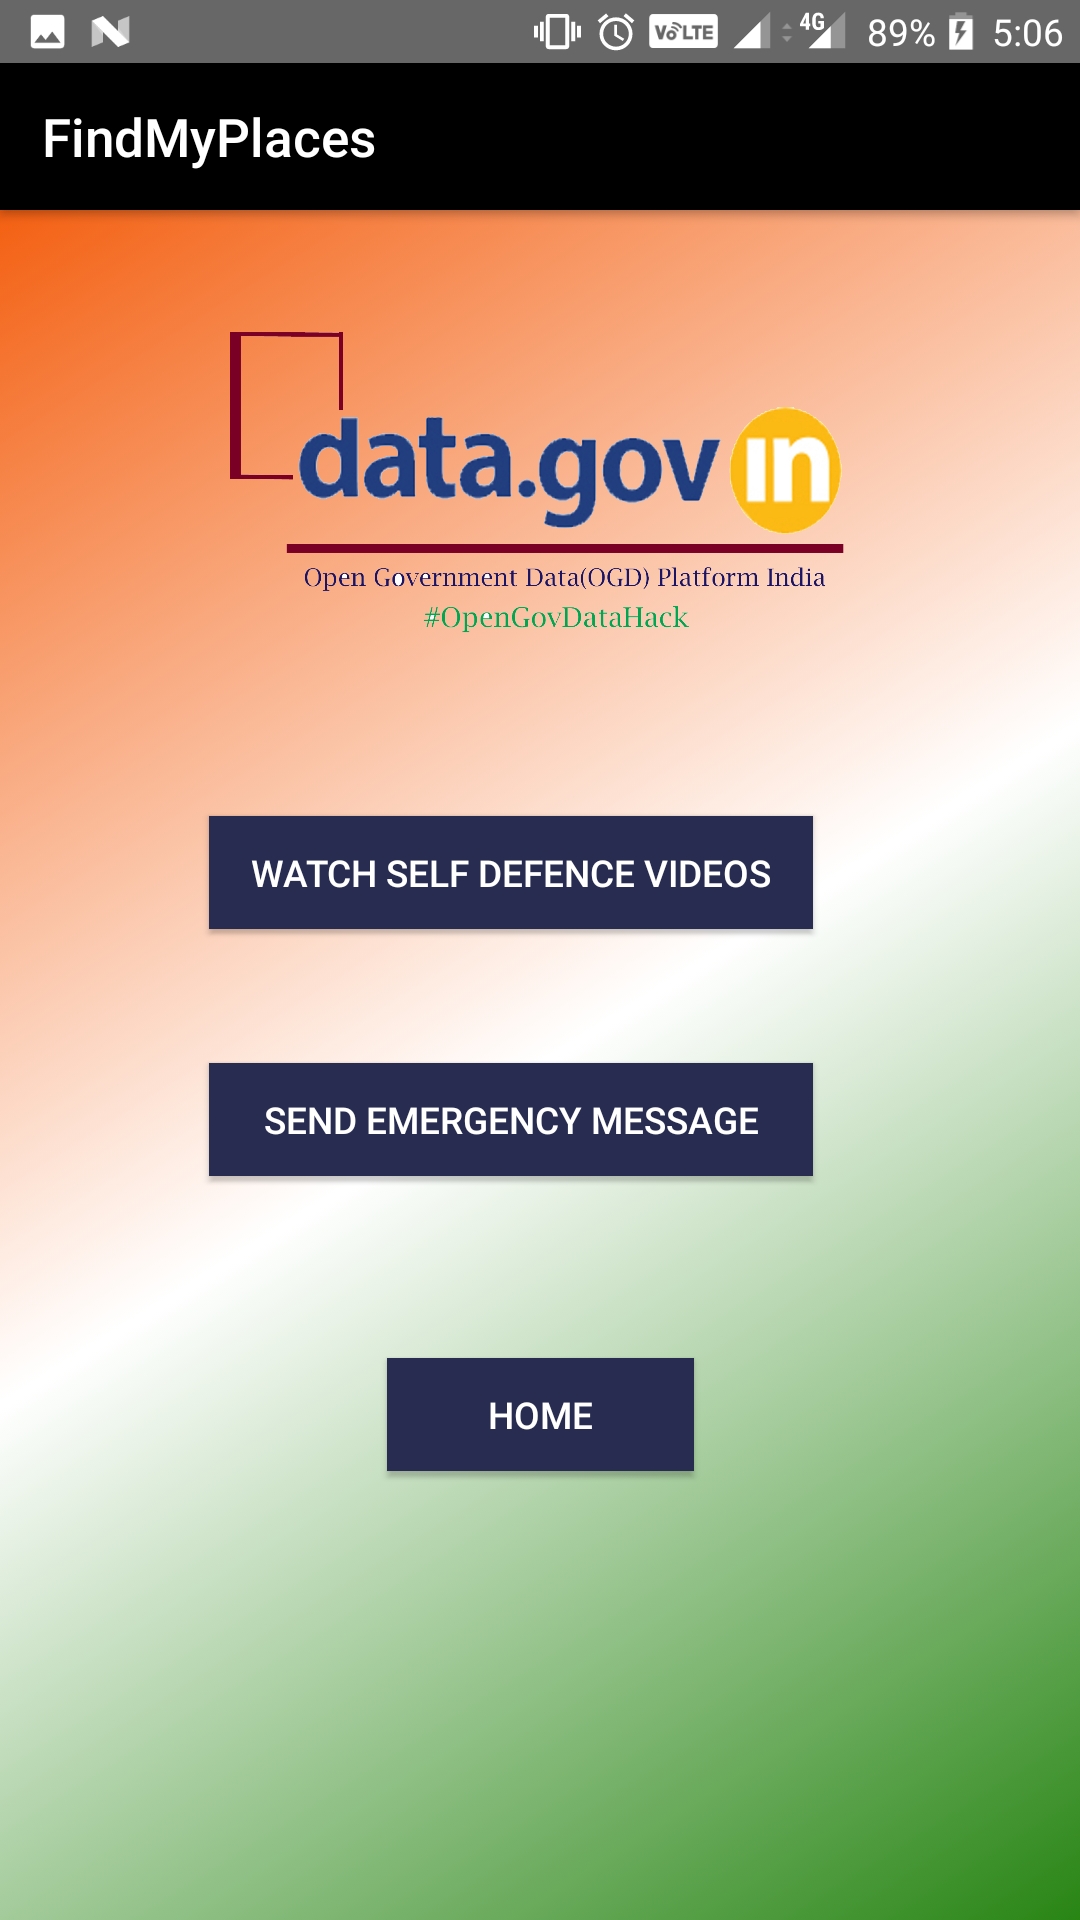 VoLTE 4G 89% 5:06
FindMyPlaces
data.gov in
Open Government Data(OGD) Platform India
#OpenGovDataHack
WATCH SELF DEFENCE VIDEOS
SEND EMERGENCY MESSAGE
HOME